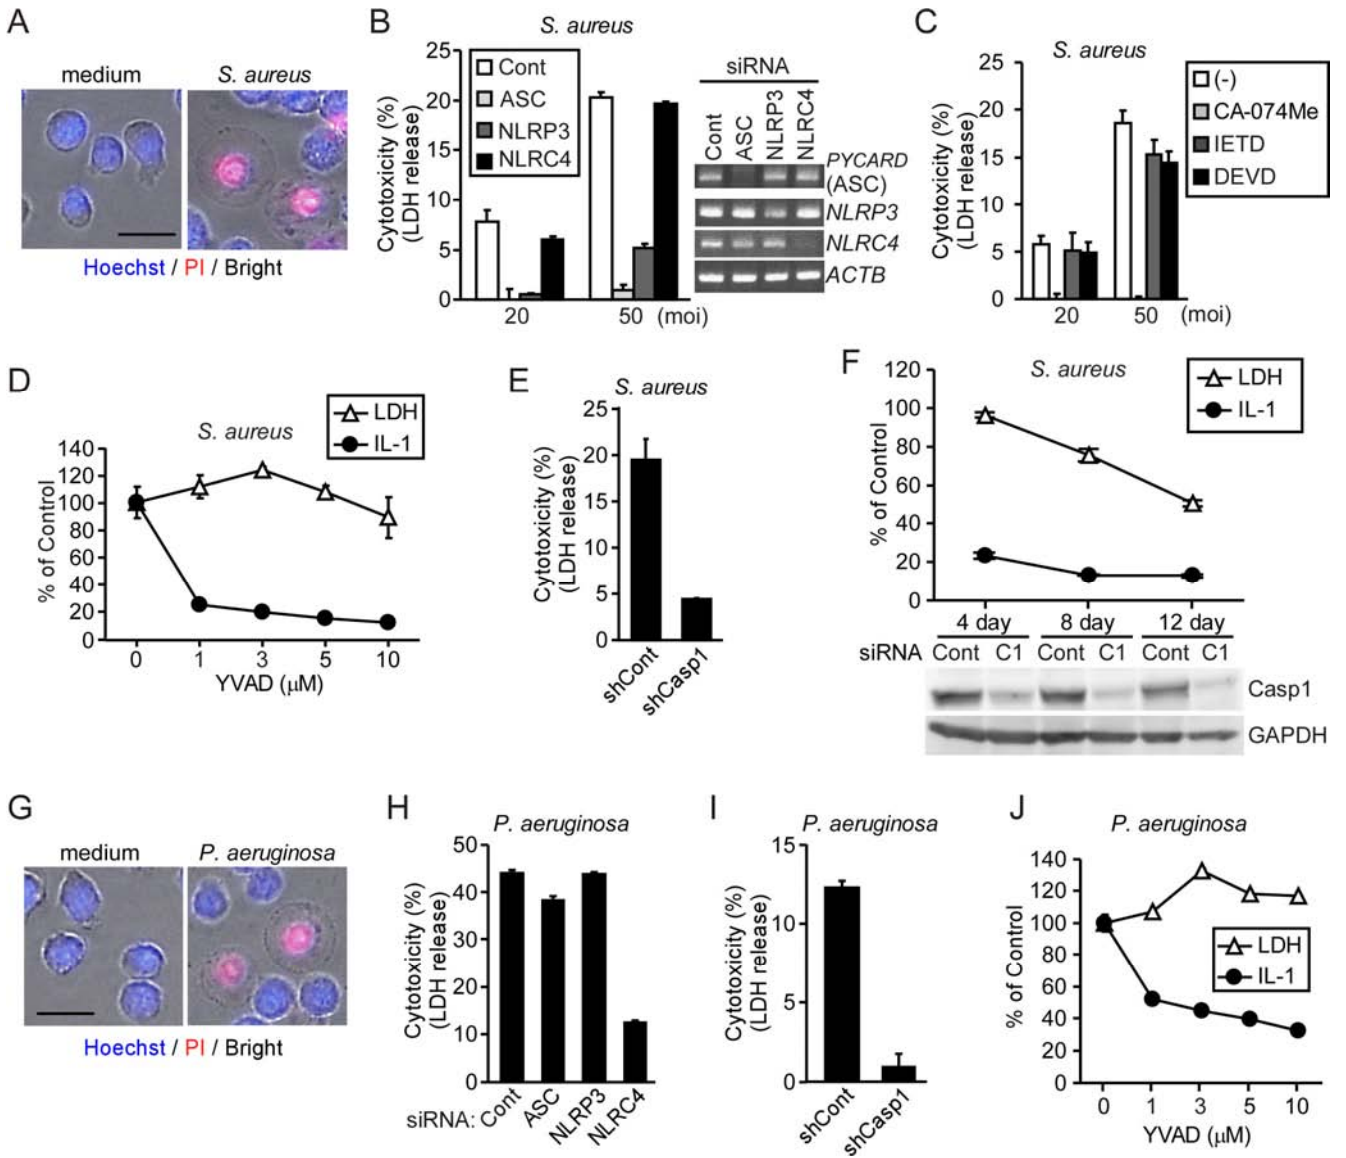 A
medium
S. aureus
Hoechst / PI / Bright
B
S. aureus
Cytotoxicity (%)
(LDH release)
25
20
15
10
5
0
Cont
ASC
NLRP3
NLRC4
20
50
(moi)
siRNA
Cont
ASC
NLRP3
NLRC4
PYCARD
(ASC)
NLRP3
NLRC4
ACTB
C
S. aureus
Cytotoxicity (%)
(LDH release)
25
20
15
10
5
0
(-)
CA-074Me
IETD
DEVD
20
50
(moi)
D
S. aureus
LDH
IL-1
% of Control
140
120
100
80
60
40
20
0
0 1 3 5 10
YVAD (μM)
E
S. aureus
Cytotoxicity (%)
(LDH release)
25
20
15
10
5
0
shCont
shCasp1
F
S. aureus
LDH
IL-1
% of Control
120
100
80
60
40
20
0
4 day 8 day 12 day
siRNA Cont C1 Cont C1 Cont C1
Casp1
GAPDH
G
medium
P. aeruginosa
Hoechst / PI / Bright
H
P. aeruginosa
Cytotoxicity (%)
(LDH release)
50
40
30
20
10
0
siRNA: Cont ASC NLRP3 NLRC4
I
P. aeruginosa
Cytotoxicity (%)
(LDH release)
15
10
5
0
shCont
shCasp1
J
P. aeruginosa
% of Control
140
120
100
80
60
40
20
0
LDH
IL-1
0 1 3 5 10
YVAD (μM)